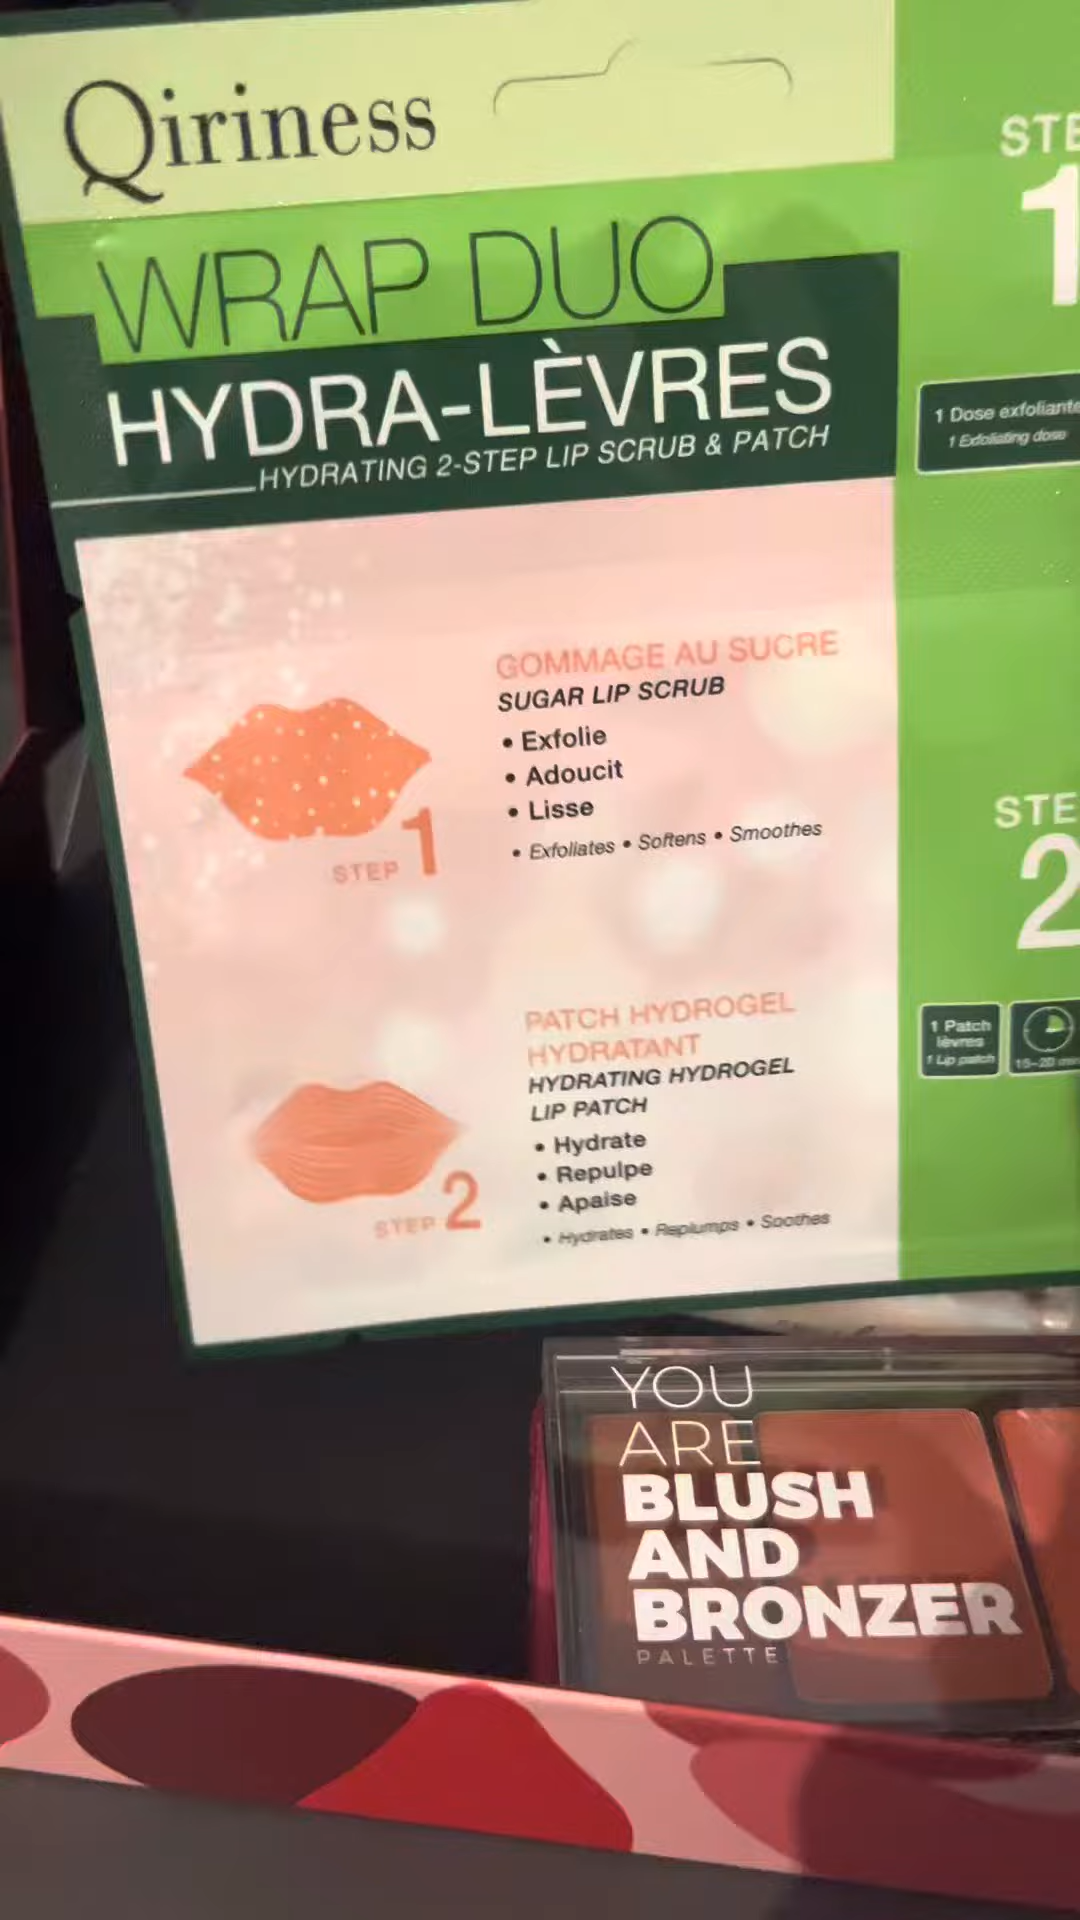 Qiriness
WRAP DUO
HYDRA-LÈVRES
HYDRATING 2-STEP LIP SCRUB & PATCH
GOMMAGE AU SUCRE
SUGAR LIP SCRUB
• Exfolie
• Adoucit
• Lisse
• Exfoliates • Softens • Smoothes
STEP 1
PATCH HYDROGEL
HYDRATANT
HYDRATING HYDROGEL
LIP PATCH
• Hydrate
• Repulpe
• Apaise
• Hydrates • Replumps • Soothes
STEP 2
STE
1
1 Dose exfoliante
1 Exfoliating dose
STE
2
1 Patch
lèvres
1 Lip patch
15-20 min
YOU
ARE
BLUSH
AND
BRONZER
PALETTE